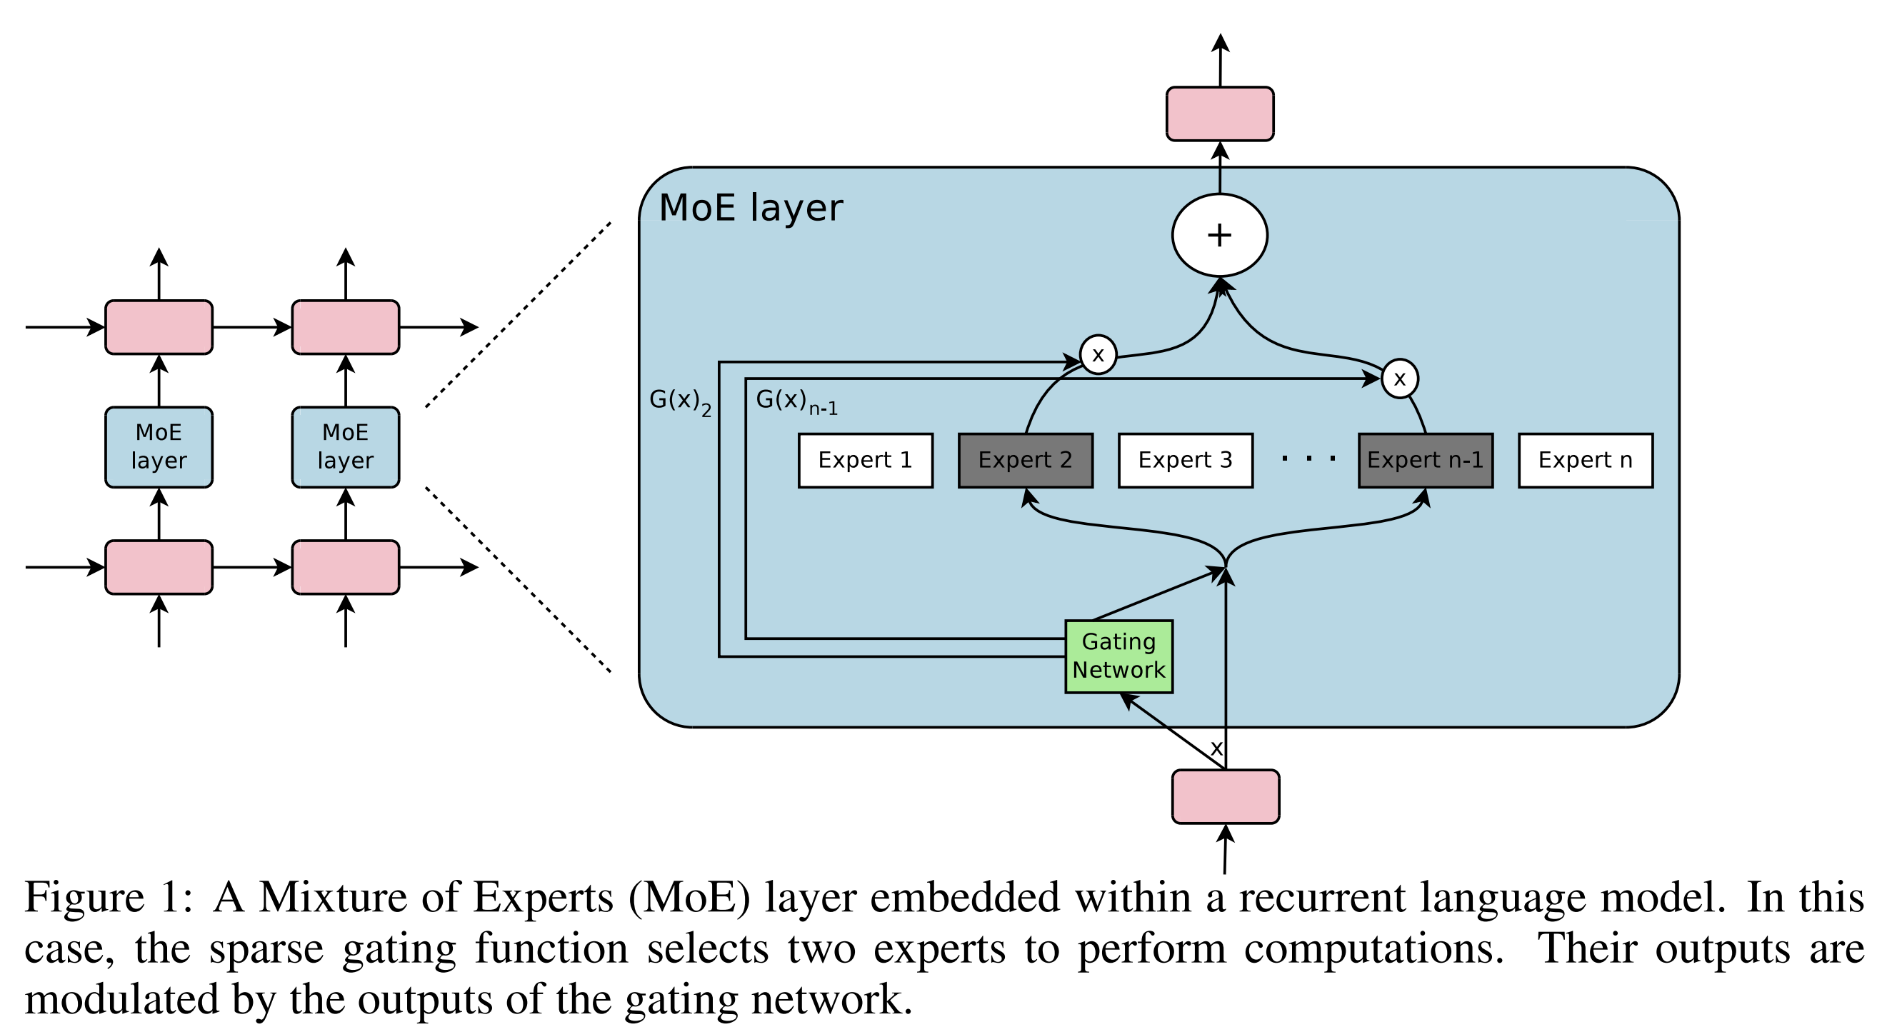 MoE layer
+
x
x
G(x)2
G(x)n-1
MoE
layer
MoE
layer
Expert 1
Expert 2
Expert 3
. . .
Expert n-1
Expert n
Gating
Network
x
Figure 1: A Mixture of Experts (MoE) layer embedded within a recurrent language model. In this
case, the sparse gating function selects two experts to perform computations. Their outputs are
modulated by the outputs of the gating network.